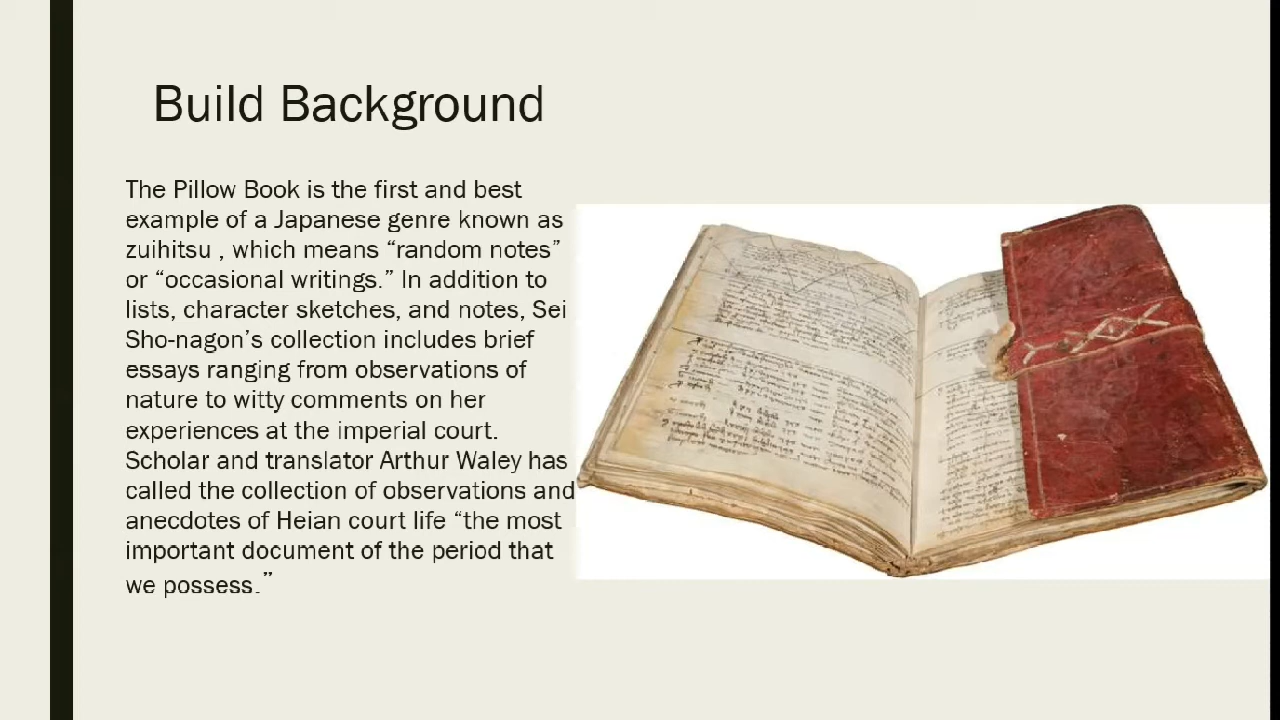 Build Background
The Pillow Book is the first and best
example of a Japanese genre known as
zuihitsu , which means “random notes”
or “occasional writings.” In addition to
lists, character sketches, and notes, Sei
Sho-nagon’s collection includes brief
essays ranging from observations of
nature to witty comments on her
experiences at the imperial court.
Scholar and translator Arthur Waley has
called the collection of observations and
anecdotes of Heian court life “the most
important document of the period that
we possess.”